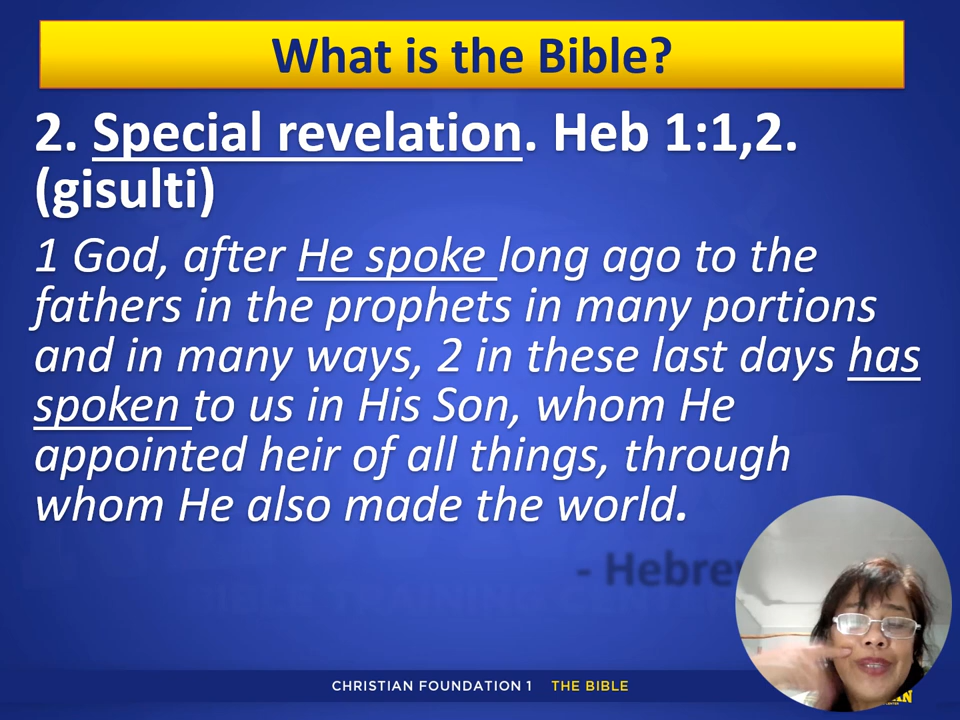 What is the Bible?
2. Special revelation. Heb 1:1,2.
(gisulti)
1 God, after He spoke long ago to the
fathers in the prophets in many portions
and in many ways, 2 in these last days has
spoken to us in His Son, whom He
appointed heir of all things, through
whom He also made the world.
CHRISTIAN FOUNDATION 1 THE BIBLE